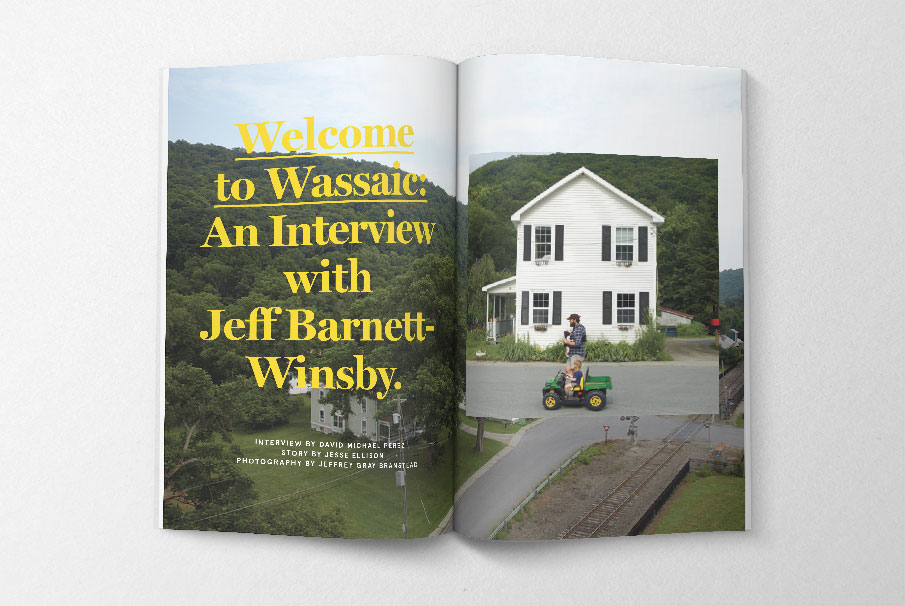 Welcome
to Wassaic:
An Interview
with
Jeff Barnett-
Winsby.
INTERVIEW BY DAVID MICHAEL PEREZ
STORY BY JESSE ELLISON
PHOTOGRAPHY BY JEFFREY GRAY BRANSTEAD